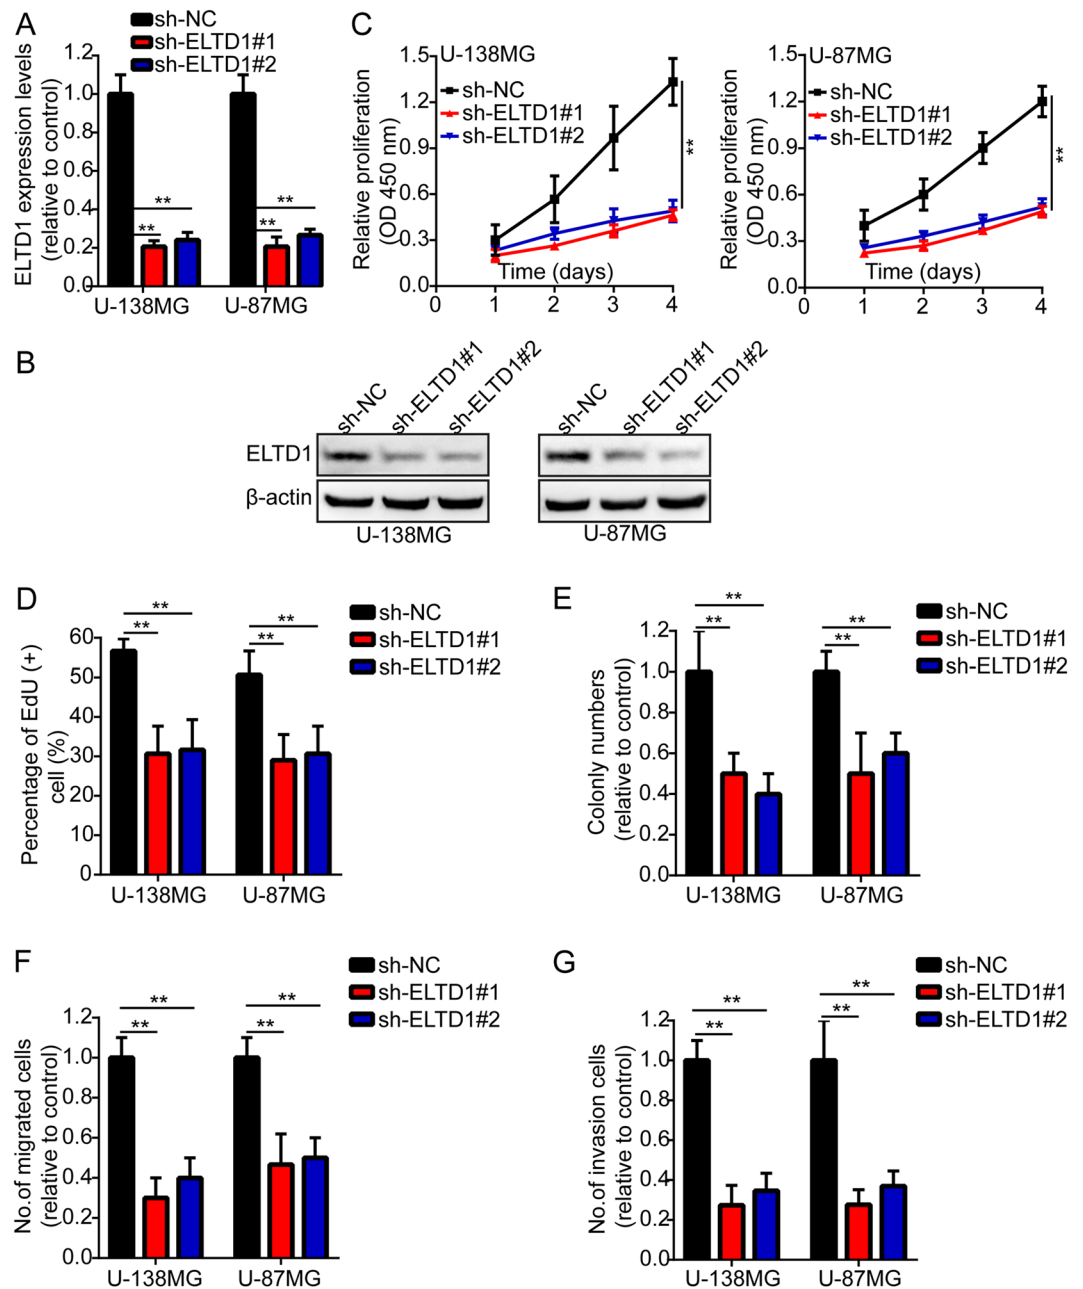 A
sh-NC
sh-ELTD1#1
sh-ELTD1#2
ELTD1 expression levels
(relative to control)
1.2
1.0
0.8
0.6
0.4
0.2
0
**
**
**
**
U-138MG
U-87MG
C
U-138MG
sh-NC
sh-ELTD1#1
sh-ELTD1#2
Relative proliferation
(OD 450 nm)
1.5
1.2
0.9
0.6
0.3
0.0
**
Time (days)
0
1
2
3
4
U-87MG
sh-NC
sh-ELTD1#1
sh-ELTD1#2
Relative proliferation
(OD 450 nm)
1.5
1.2
0.9
0.6
0.3
0.0
**
Time (days)
0
1
2
3
4
B
sh-NC
sh-ELTD1#1
sh-ELTD1#2
sh-NC
sh-ELTD1#1
sh-ELTD1#2
ELTD1
β-actin
U-138MG
U-87MG
D
sh-NC
sh-ELTD1#1
sh-ELTD1#2
Percentage of EdU (+)
cell (%)
60
50
40
30
20
10
0
**
**
**
**
U-138MG
U-87MG
E
sh-NC
sh-ELTD1#1
sh-ELTD1#2
Colonly numbers
(relative to control)
1.2
1.0
0.8
0.6
0.4
0.2
0.0
**
**
**
**
U-138MG
U-87MG
F
sh-NC
sh-ELTD1#1
sh-ELTD1#2
No.of migrated cells
(relative to control)
1.2
1.0
0.8
0.6
0.4
0.2
0.0
**
**
**
**
U-138MG
U-87MG
G
sh-NC
sh-ELTD1#1
sh-ELTD1#2
No.of invasion cells
(relative to control)
1.2
1.0
0.8
0.6
0.4
0.2
0.0
**
**
**
**
U-138MG
U-87MG